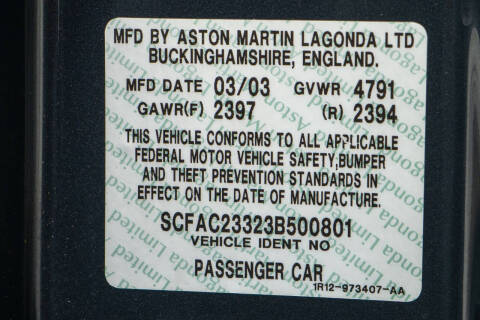 MFD BY ASTON MARTIN LAGONDA LTD
BUCKINGHAMSHIRE, ENGLAND.
MFD DATE 03/03 GVWR 4791
GAWR(F) 2397 (R) 2394
THIS VEHICLE CONFORMS TO ALL APPLICABLE
FEDERAL MOTOR VEHICLE SAFETY,BUMPER
AND THEFT PREVENTION STANDARDS IN
EFFECT ON THE DATE OF MANUFACTURE.
SCFAC23323B500801
VEHICLE IDENT NO
PASSENGER CAR
1R12-973407-AA